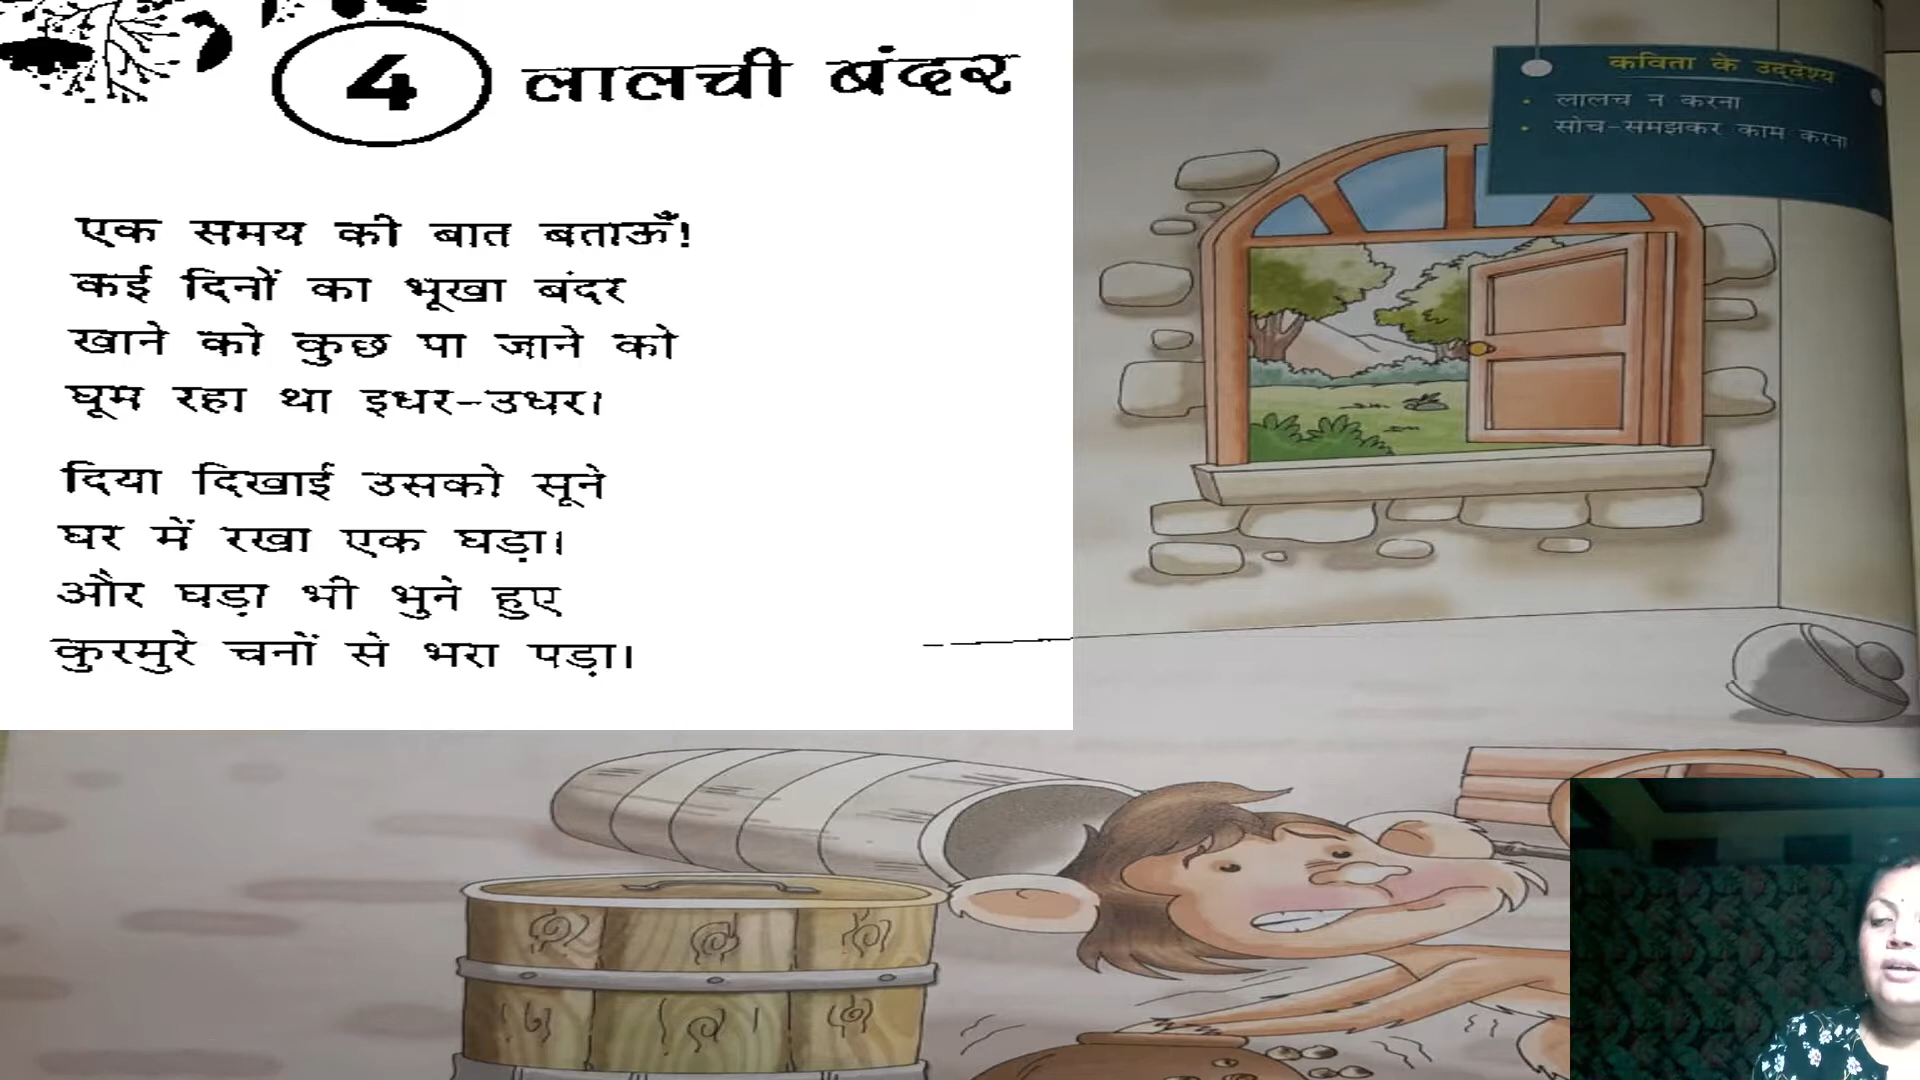 4 लालची बंदर
एक समय की बात बताऊँ!
कई दिनों का भूखा बंदर
खाने को कुछ पा जाने को
घूम रहा था इधर-उधर।
दिया दिखाई उसको सूने
घर में रखा एक घड़ा।
और घड़ा भी भुने हुए
कुरमुरे चनों से भरा पड़ा।
कविता के उद्देश्य
• लालच न करना
• सोच-समझकर काम करना